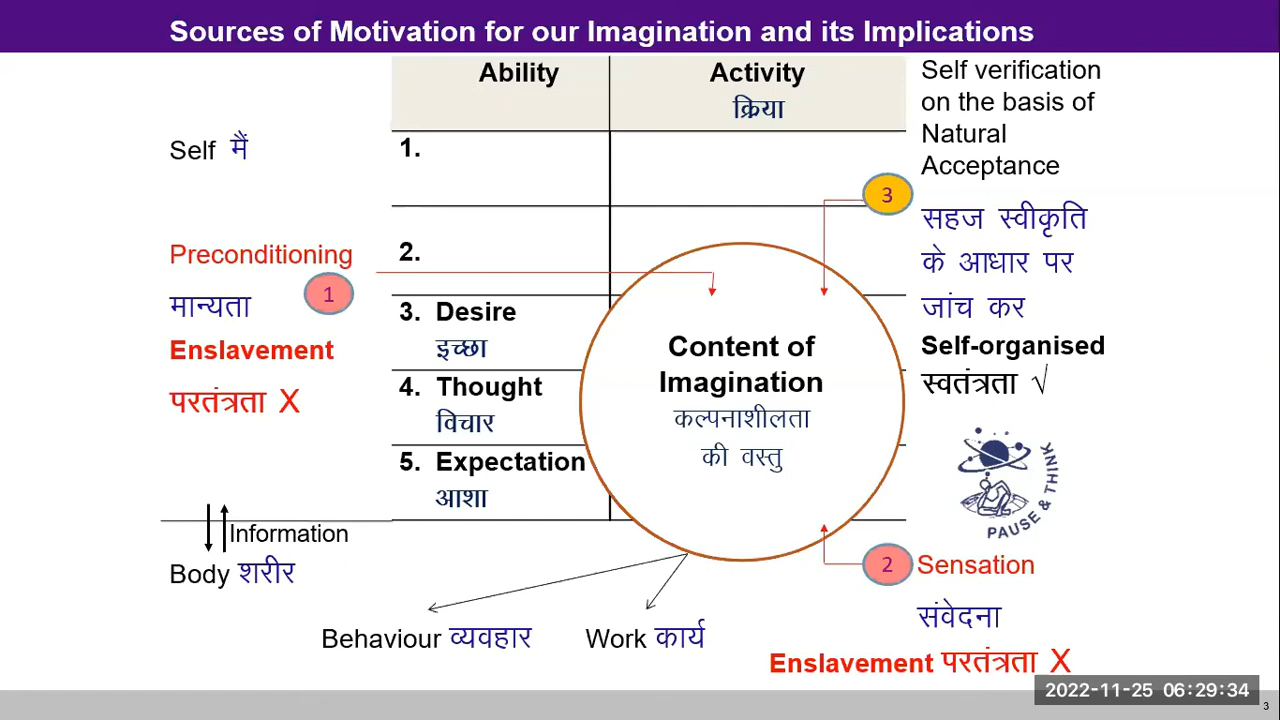 Sources of Motivation for our Imagination and its Implications
Ability
Activity
क्रिया
Self मैं
1.
Preconditioning
मान्यता
1
Enslavement
परतंत्रता X
2.
3. Desire
इच्छा
4. Thought
विचार
5. Expectation
आशा
Content of
Imagination
कल्पनाशीलता
की वस्तु
Self verification
on the basis of
Natural
Acceptance
3
सहज स्वीकृति
के आधार पर
जांच कर
Self-organised
स्वतंत्रता √
PAUSE & THINK
Information
Body शरीर
2 Sensation
संवेदना
Behaviour व्यवहार
Work कार्य
Enslavement परतंत्रता X
2022-11-25 06:29:34
3